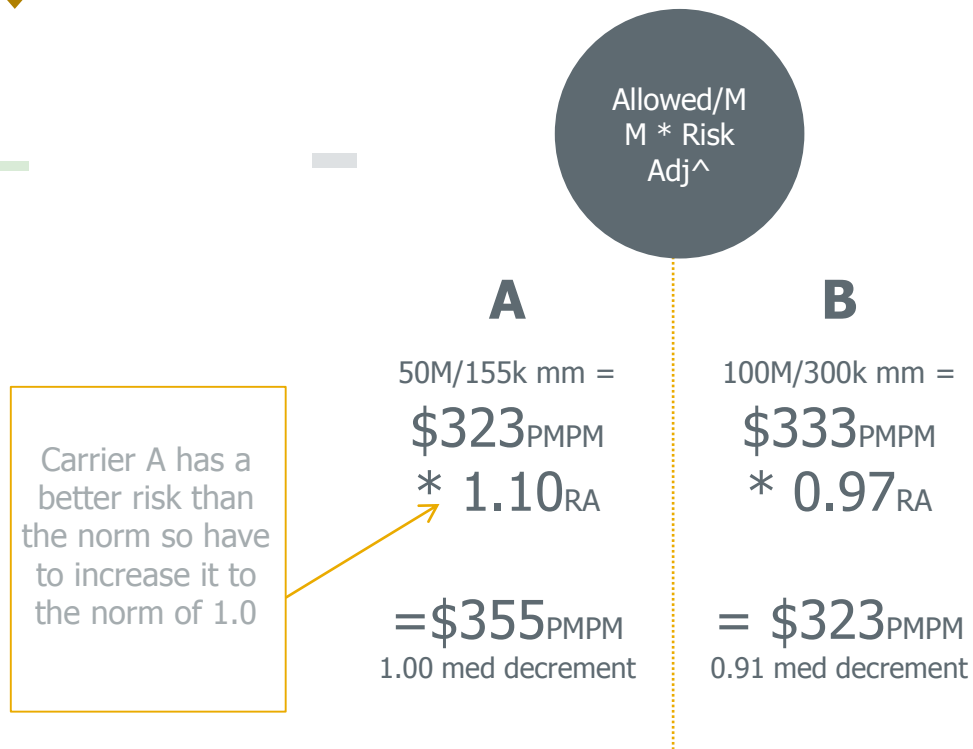 Allowed/M
M * Risk
Adj^
A
50M/155k mm =
$323PMPM
* 1.10RA
=$355PMPM
1.00 med decrement
B
100M/300k mm =
$333PMPM
* 0.97RA
= $323PMPM
0.91 med decrement
Carrier A has a
better risk than
the norm so have
to increase it to
the norm of 1.0